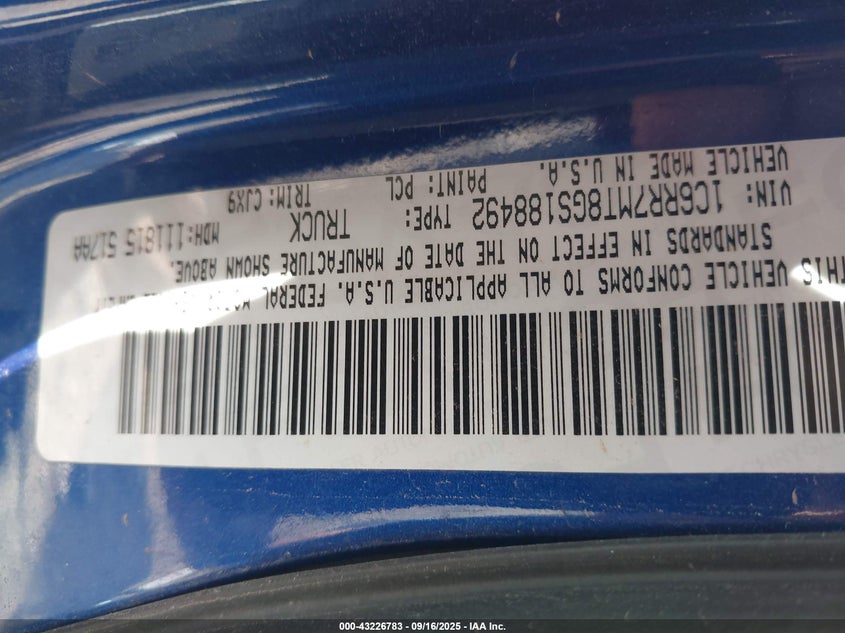 THIS VEHICLE CONFORMS TO ALL APPLICABLE U.S.A. FEDERAL
STANDARDS IN EFFECT ON THE DATE OF MANUFACTURE SHOWN ABOVE.
VIN: 1C6RR7MT8GS188492 TYPE: TRUCK MDH:111815 517AA
VEHICLE MADE IN U.S.A. PAINT: PCL TRIM: CJX9
000-43226783 - 09/16/2025 - IAA Inc.